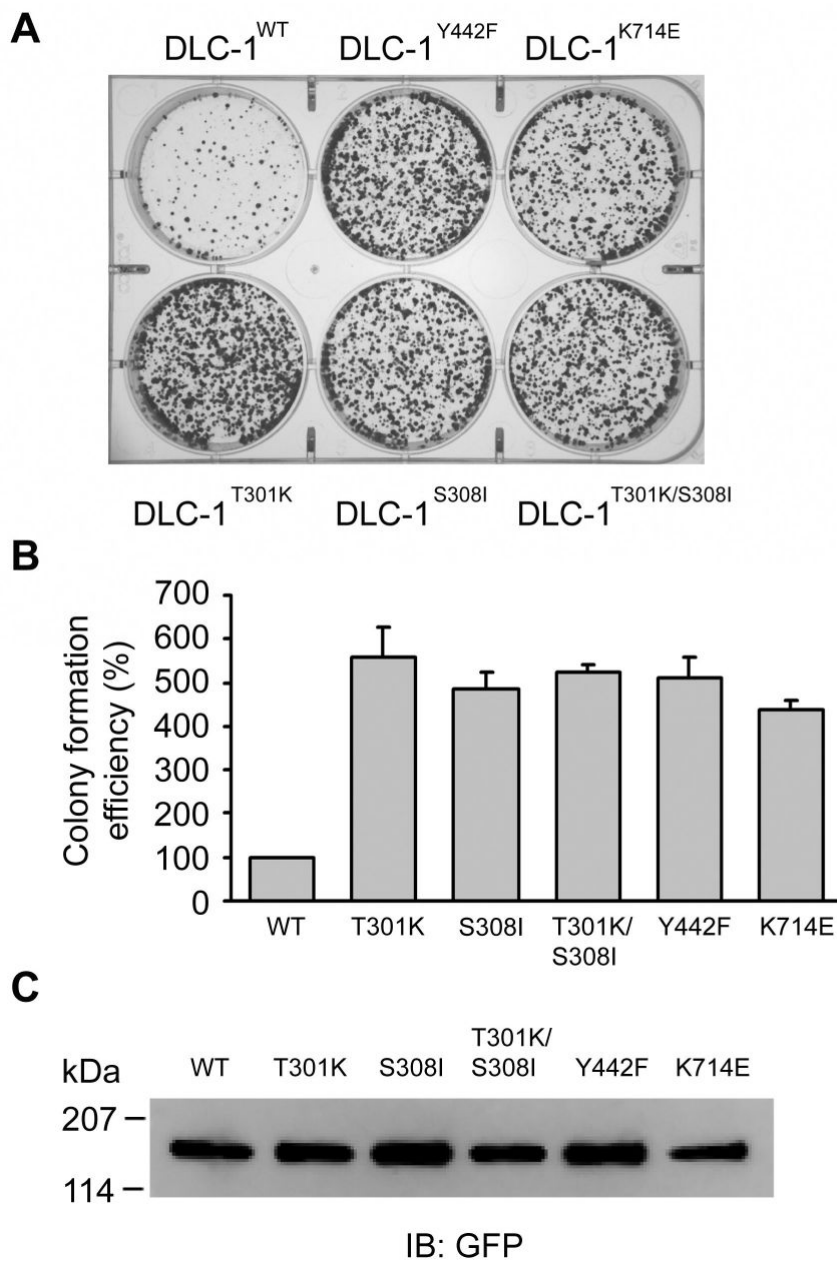 A
DLC-1WT DLC-1Y442F DLC-1K714E
DLC-1T301K DLC-1S308I DLC-1T301K/S308I
B
Colony formation
efficiency (%)
700
600
500
400
300
200
100
0
WT T301K S308I T301K/ Y442F K714E
S308I
C
T301K/
kDa WT T301K S308I S308I Y442F K714E
207
114
IB: GFP